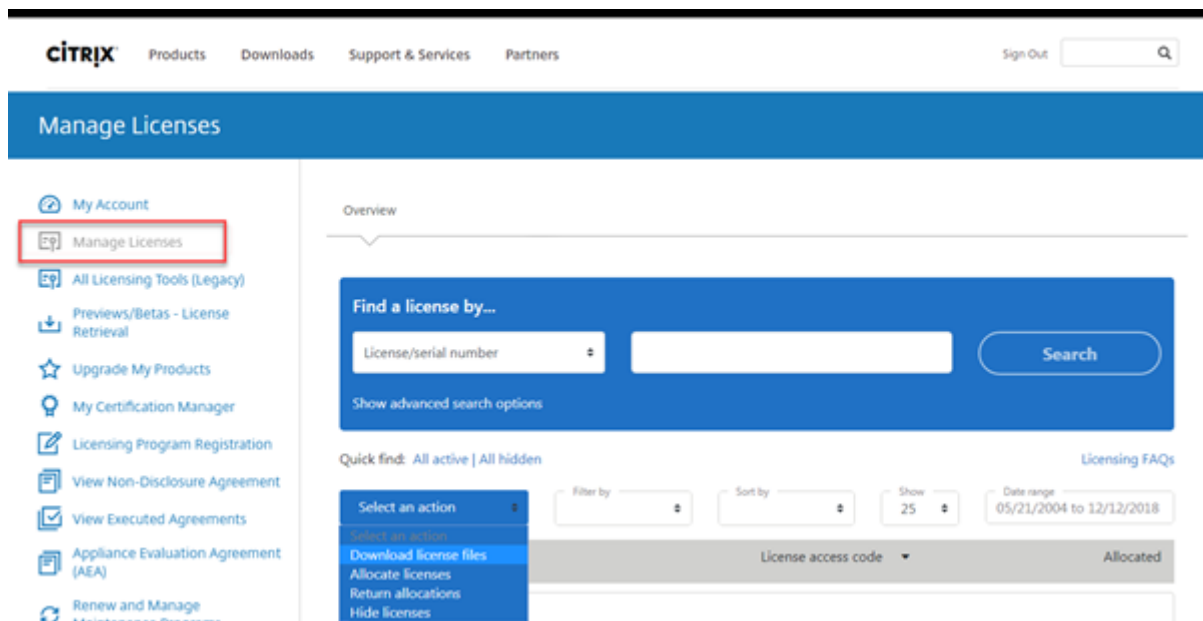 CİTRIX Products Downloads Support & Services Partners Sign Out
Manage Licenses
My Account
Manage Licenses
All Licensing Tools (Legacy)
Previews/Betas - License
Retrieval
Upgrade My Products
My Certification Manager
Licensing Program Registration
View Non-Disclosure Agreement
View Executed Agreements
Appliance Evaluation Agreement
(AEA)
Renew and Manage
Maintenance Programs
Overview
Find a license by...
License/serial number
Search
Show advanced search options
Quick find: All active | All hidden Licensing FAQs
Filter by Sort by Show Date range
Select an action 25 05/21/2004 to 12/12/2018
Select an action
Download license files
Allocate licenses
Return allocations
Hide licenses
License access code Allocated